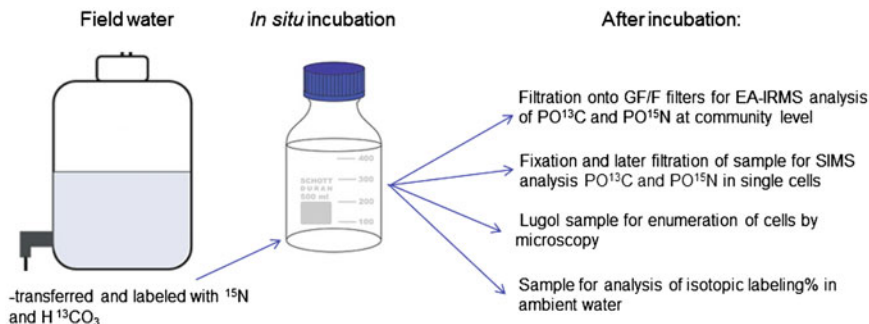 Field water
In situ incubation
After incubation:
Filtration onto GF/F filters for EA-IRMS analysis
of PO¹³C and PO¹⁵N at community level
Fixation and later filtration of sample for SIMS
analysis PO¹³C and PO¹⁵N in single cells
Lugol sample for enumeration of cells by
microscopy
Sample for analysis of isotopic labeling% in
ambient water
400
300
200
100
SCHOTT
DURAN
500 ml
-transferred and labeled with ¹⁵N
and H¹³CO₃